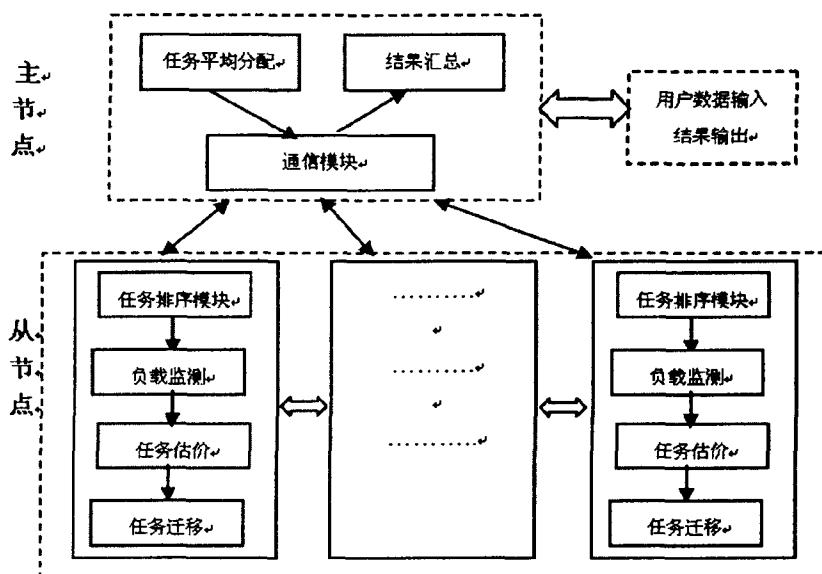 主
节
点
任务平均分配
结果汇总
通信模块
用户数据输入
结果输出
从
节
点
任务排序模块
负载监测
任务估价
任务迁移
............
............
............
任务排序模块
负载监测
任务估价
任务迁移